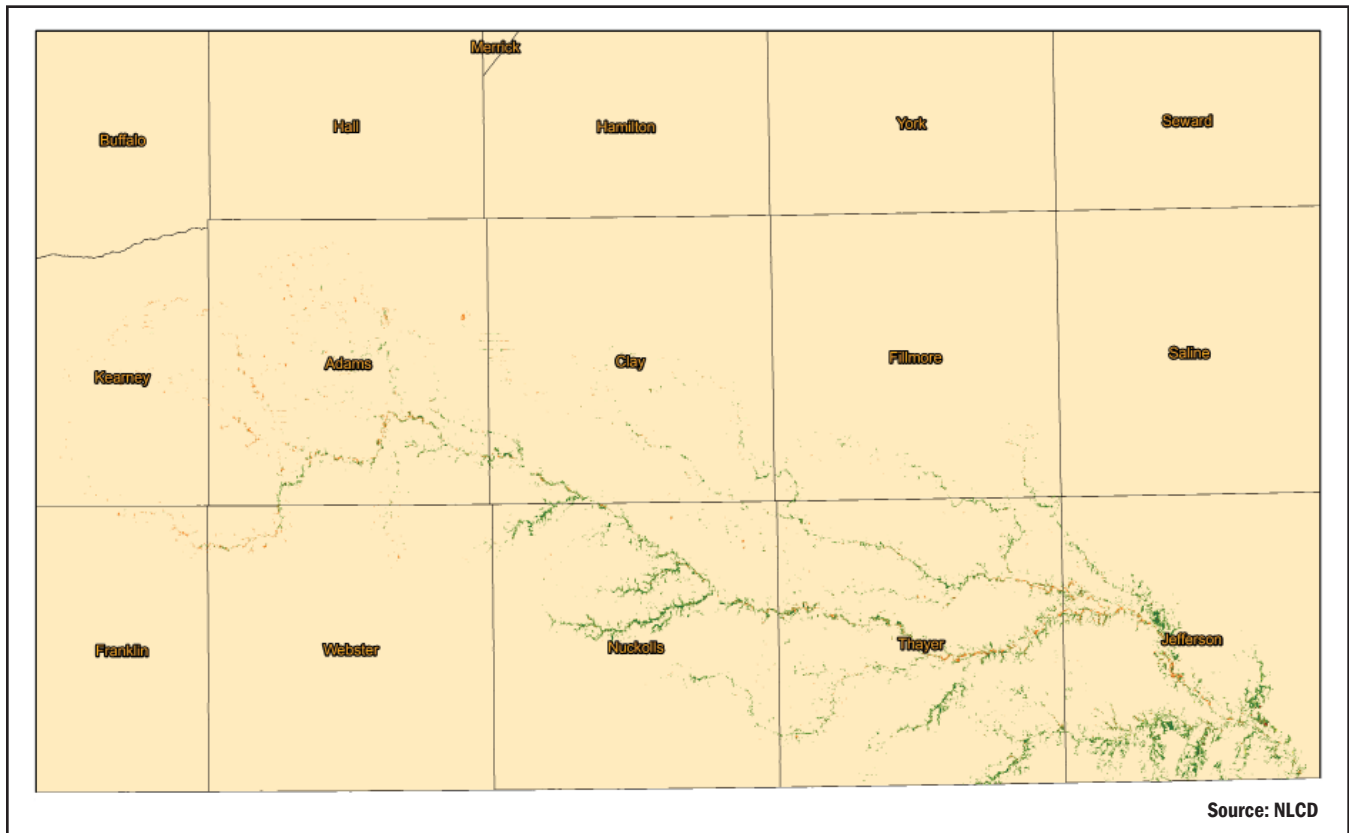 Merrick
Buffalo
Hall
Hamilton
York
Seward
Kearney
Adams
Clay
Fillmore
Saline
Franklin
Webster
Nuckolls
Thayer
Jefferson
Source: NLCD